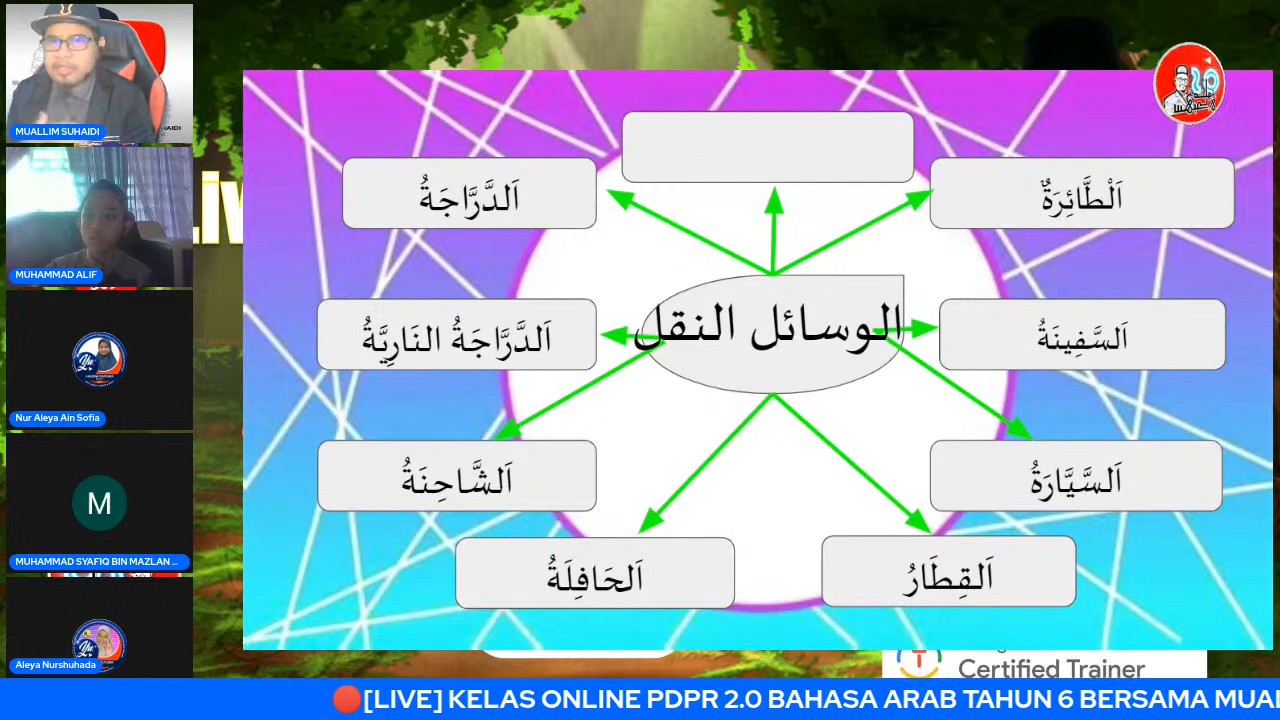 MUALLIM SUHAIDI
MUHAMMAD ALIF
Nur Aleya Ain Sofia
M
MUHAMMAD SYAFIQ BIN MAZLAN ...
Aleya Nurshuhada
اَلدَّرَّاجَةُ
اَلْطَّائِرَةٌ
الوسائل النقل
اَلدَّرَّاجَةُ النَارِيَّةُ
اَلسَّفِينَةُ
اَلشَّاحِنَةُ
اَلسَّيَّارَةُ
اَلحَافِلَةُ
اَلقِطَارُ
Certified Trainer
[LIVE] KELAS ONLINE PDPR 2.0 BAHASA ARAB TAHUN 6 BERSAMA